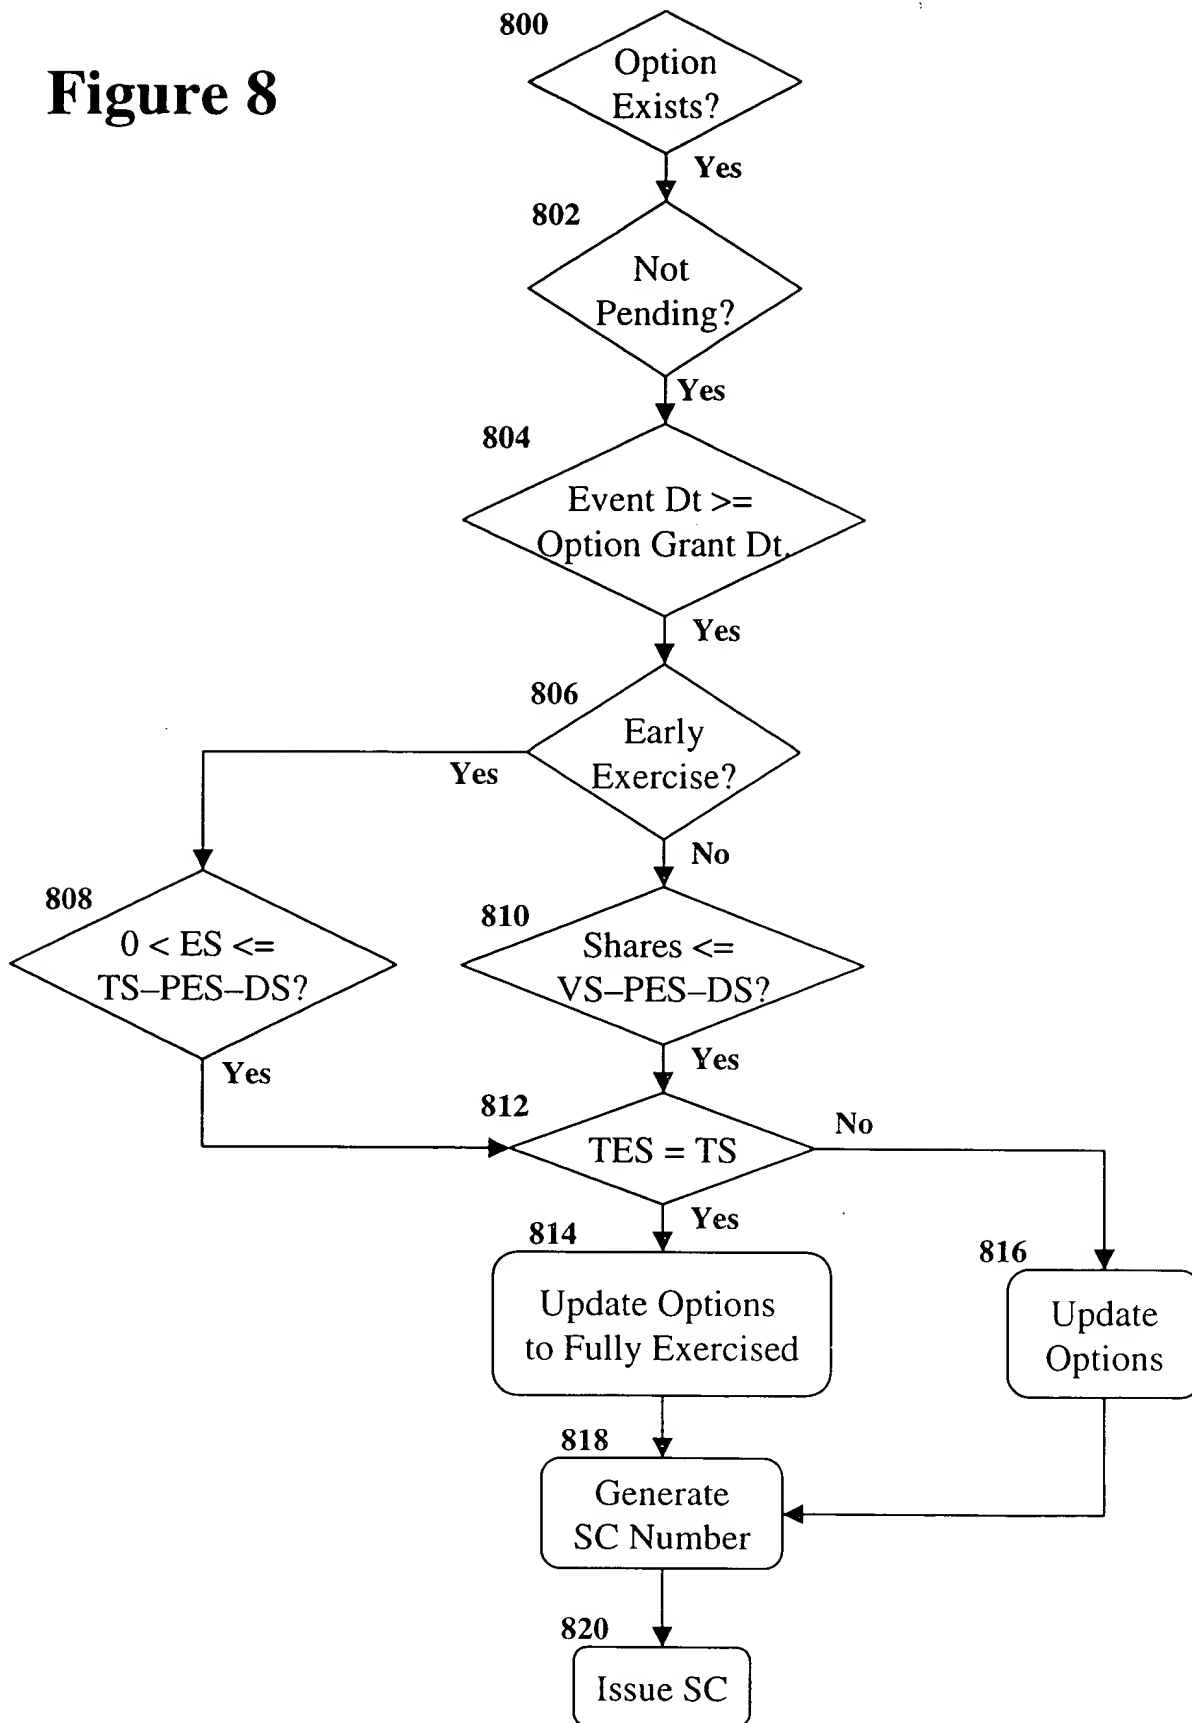 800
Figure 8
Option
Exists?
Yes
802
Not
Pending?
Yes
804
Event Dt >=
Option Grant Dt.
Yes
806
Early
Exercise?
Yes
No
808
0 < ES <=
TS–PES–DS?
Yes
810
Shares <=
VS–PES–DS?
Yes
812
TES = TS
No
Yes
814
Update Options
to Fully Exercised
816
Update
Options
818
Generate
SC Number
820
Issue SC